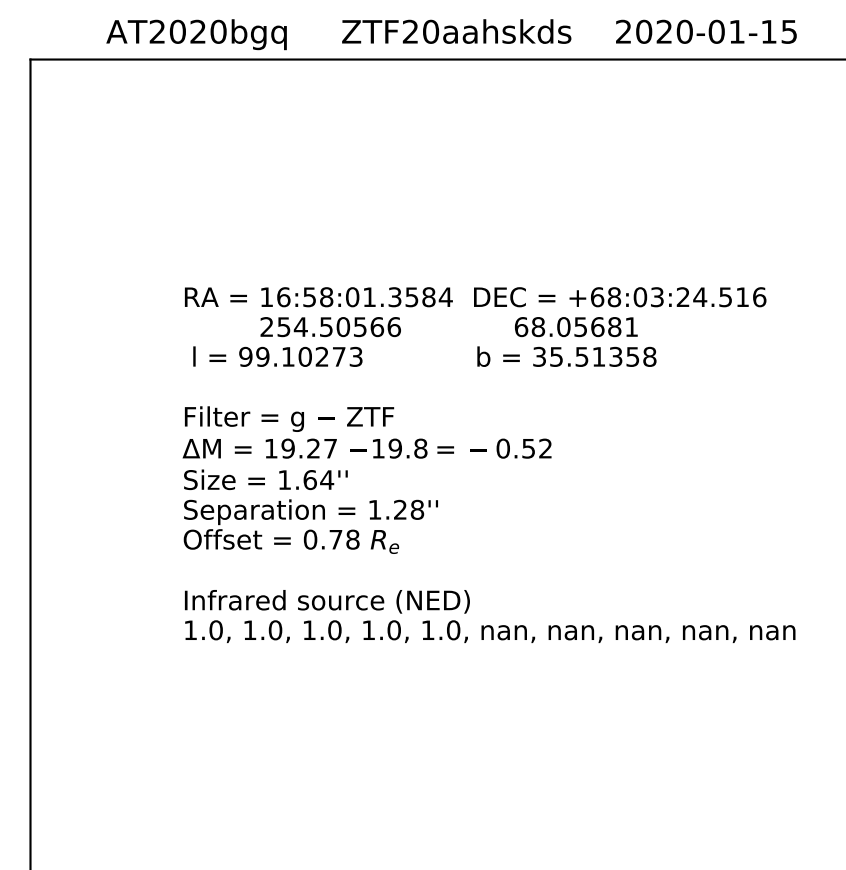 AT2020bgq ZTF20aahskds 2020-01-15
RA = 16:58:01.3584 DEC = +68:03:24.516
254.50566 68.05681
l = 99.10273 b = 35.51358
Filter = g − ZTF
ΔM = 19.27 −19.8 = − 0.52
Size = 1.64''
Separation = 1.28''
Offset = 0.78 Re
Infrared source (NED)
1.0, 1.0, 1.0, 1.0, 1.0, nan, nan, nan, nan, nan